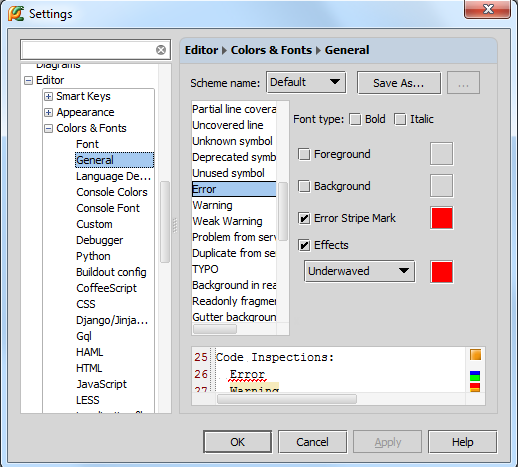 Settings
Diagrams
Editor
Smart Keys
Appearance
Colors & Fonts
Font
General
Language De...
Console Colors
Console Font
Custom
Debugger
Python
Buildout config
CoffeeScript
CSS
Django/Jinja...
Gql
HAML
HTML
JavaScript
LESS
Editor ▸ Colors & Fonts ▸ General
Scheme name: Default Save As... ...
Partial line covera
Uncovered line
Unknown symbol
Deprecated symb
Unused symbol
Error
Warning
Weak Warning
Problem from serv
Duplicate from se
TYPO
Background in rea
Readonly fragmen
Gutter backgroun
Font type: Bold Italic
Foreground
Background
Error Stripe Mark
Effects
Underwaved
25 Code Inspections:
26 Error
27 Warning
OK Cancel Apply Help